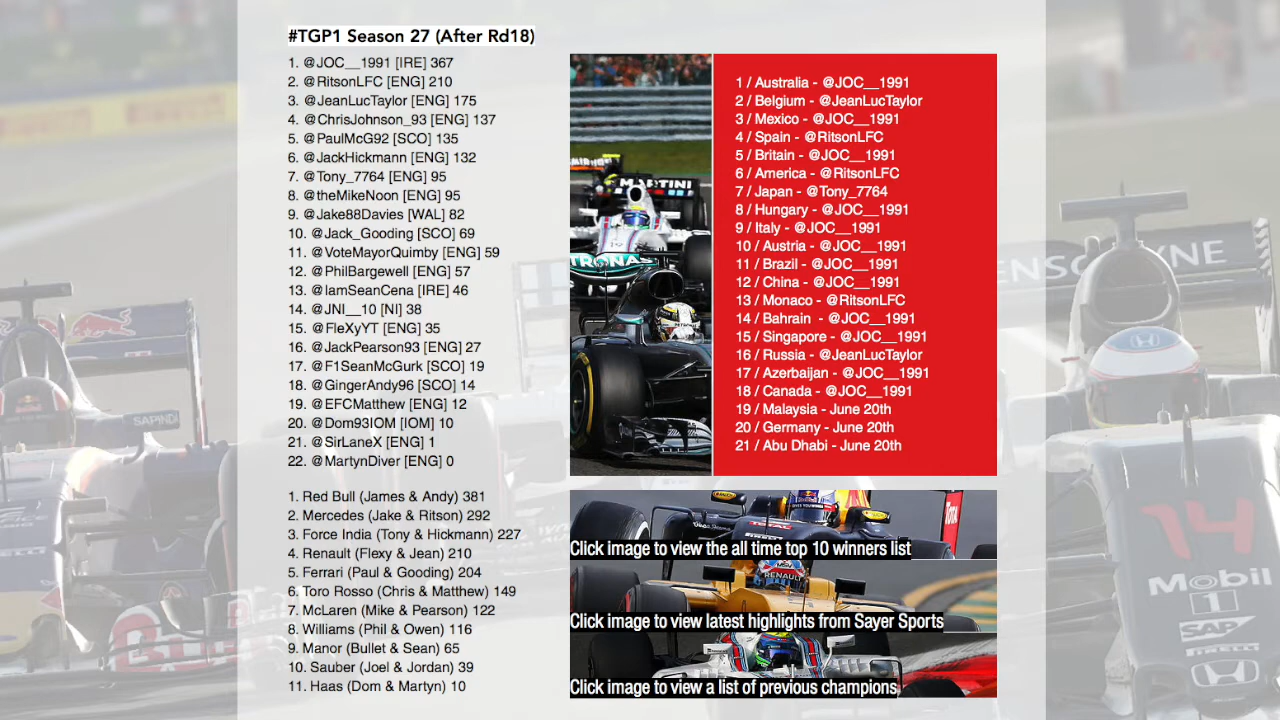 #TGP1 Season 27 (After Rd18)
1. @JOC__1991 [IRE] 367
2. @RitsonLFC [ENG] 210
3. @JeanLucTaylor [ENG] 175
4. @ChrisJohnson_93 [ENG] 137
5. @PaulMcG92 [SCO] 135
6. @JackHickmann [ENG] 132
7. @Tony_7764 [ENG] 95
8. @theMikeNoon [ENG] 95
9. @Jake88Davies [WAL] 82
10. @Jack_Gooding [SCO] 69
11. @VoteMayorQuimby [ENG] 59
12. @PhilBargewell [ENG] 57
13. @IamSeanCena [IRE] 46
14. @JNI__10 [NI] 38
15. @FleXyYT [ENG] 35
16. @JackPearson93 [ENG] 27
17. @F1SeanMcGurk [SCO] 19
18. @GingerAndy96 [SCO] 14
19. @EFCMatthew [ENG] 12
20. @Dom93IOM [IOM] 10
21. @SirLaneX [ENG] 1
22. @MartynDiver [ENG] 0
1. Red Bull (James & Andy) 381
2. Mercedes (Jake & Ritson) 292
3. Force India (Tony & Hickmann) 227
4. Renault (Flexy & Jean) 210
5. Ferrari (Paul & Gooding) 204
6. Toro Rosso (Chris & Matthew) 149
7. McLaren (Mike & Pearson) 122
8. Williams (Phil & Owen) 116
9. Manor (Bullet & Sean) 65
10. Sauber (Joel & Jordan) 39
11. Haas (Dom & Martyn) 10
1 / Australia - @JOC__1991
2 / Belgium - @JeanLucTaylor
3 / Mexico - @JOC__1991
4 / Spain - @RitsonLFC
5 / Britain - @JOC__1991
6 / America - @RitsonLFC
7 / Japan - @Tony_7764
8 / Hungary - @JOC__1991
9 / Italy - @JOC__1991
10 / Austria - @JOC__1991
11 / Brazil - @JOC__1991
12 / China - @JOC__1991
13 / Monaco - @RitsonLFC
14 / Bahrain - @JOC__1991
15 / Singapore - @JOC__1991
16 / Russia - @JeanLucTaylor
17 / Azerbaijan - @JOC__1991
18 / Canada - @JOC__1991
19 / Malaysia - June 20th
20 / Germany - June 20th
21 / Abu Dhabi - June 20th
MARTINI
TRONAS
Click image to view the all time top 10 winners list
RENAULT
Click image to view latest highlights from Sayer Sports
Click image to view a list of previous champions
Red Bull
SAPINDA
14
Mobil
1
SAP
HONDA